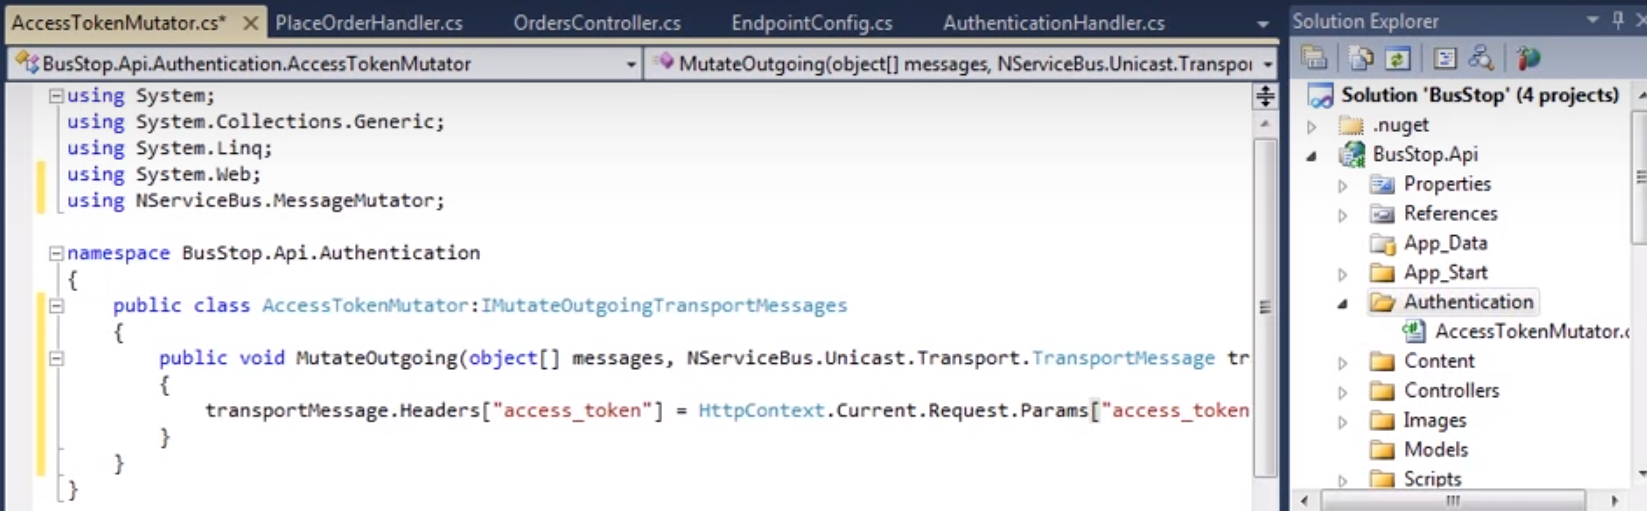 AccessTokenMutator.cs* PlaceOrderHandler.cs OrdersController.cs EndpointConfig.cs AuthenticationHandler.cs
BusStop.Api.Authentication.AccessTokenMutator MutateOutgoing(object[] messages, NServiceBus.Unicast.Transpo
using System;
using System.Collections.Generic;
using System.Linq;
using System.Web;
using NServiceBus.MessageMutator;
namespace BusStop.Api.Authentication
{
public class AccessTokenMutator:IMutateOutgoingTransportMessages
{
public void MutateOutgoing(object[] messages, NServiceBus.Unicast.Transport.TransportMessage tr
{
transportMessage.Headers["access_token"] = HttpContext.Current.Request.Params["access_token
}
}
}
Solution Explorer
Solution 'BusStop' (4 projects)
.nuget
BusStop.Api
Properties
References
App_Data
App_Start
Authentication
AccessTokenMutator.c
Content
Controllers
Images
Models
Scripts